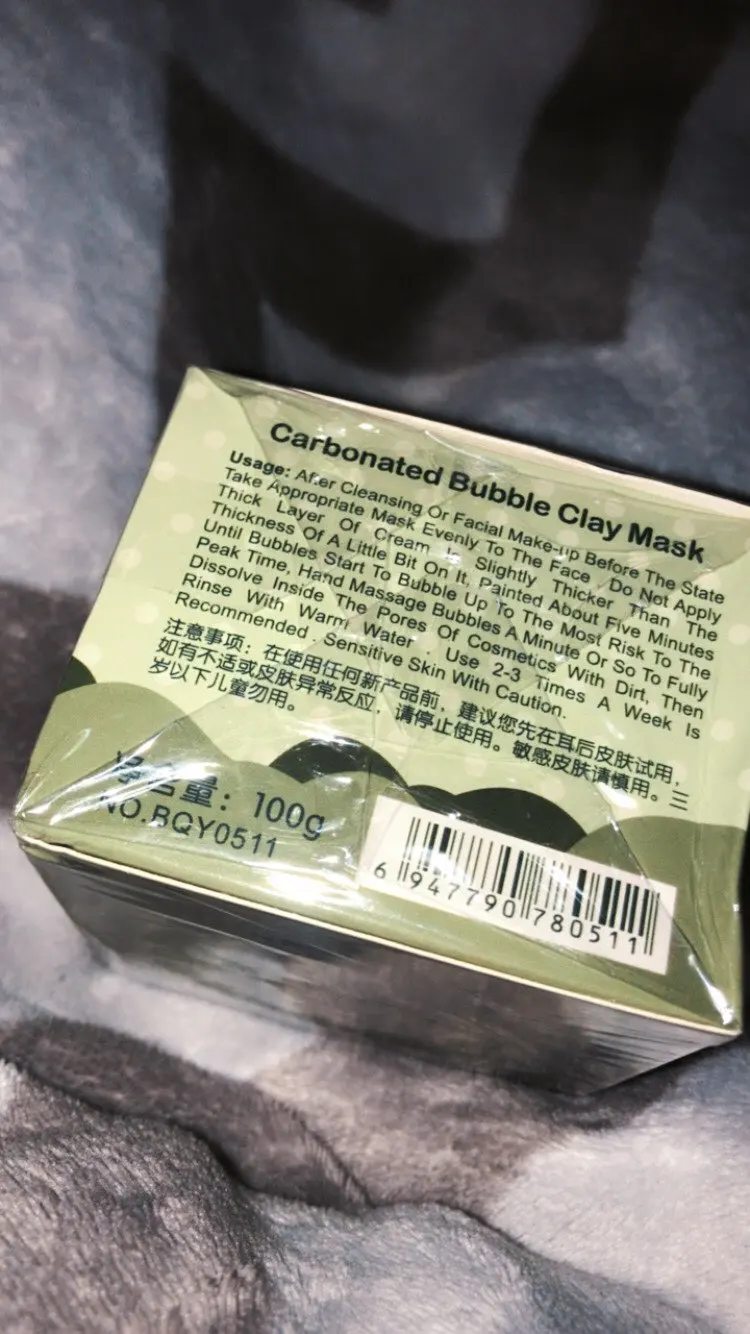 Carbonated Bubble Clay Mask
Usage: After Cleansing Or Facial Make-up Before The State
Take Appropriate Mask Evenly To The Face . Do Not Apply
Thick Layer Of Cream Is Slightly Thicker Than The
Thickness Of A Little Bit On It, Painted About Five Minutes
Until Bubbles Start To Bubble Up To The Most Risk To The
Peak Time, Hand Massage Bubbles A Minute Or So To Fully
Dissolve Inside The Pores Of Cosmetics With Dirt, Then
Rinse With Warm Water . Use 2-3 Times A Week Is
Recommended . Sensitive Skin With Caution.
注意事项：在使用任何新产品前，建议您先在耳后皮肤试用，
如有不适或皮肤异常反应，请停止使用。敏感皮肤请慎用。三
岁以下儿童勿用。
净含量：100g
NO.BQY0511
6 947790 780511